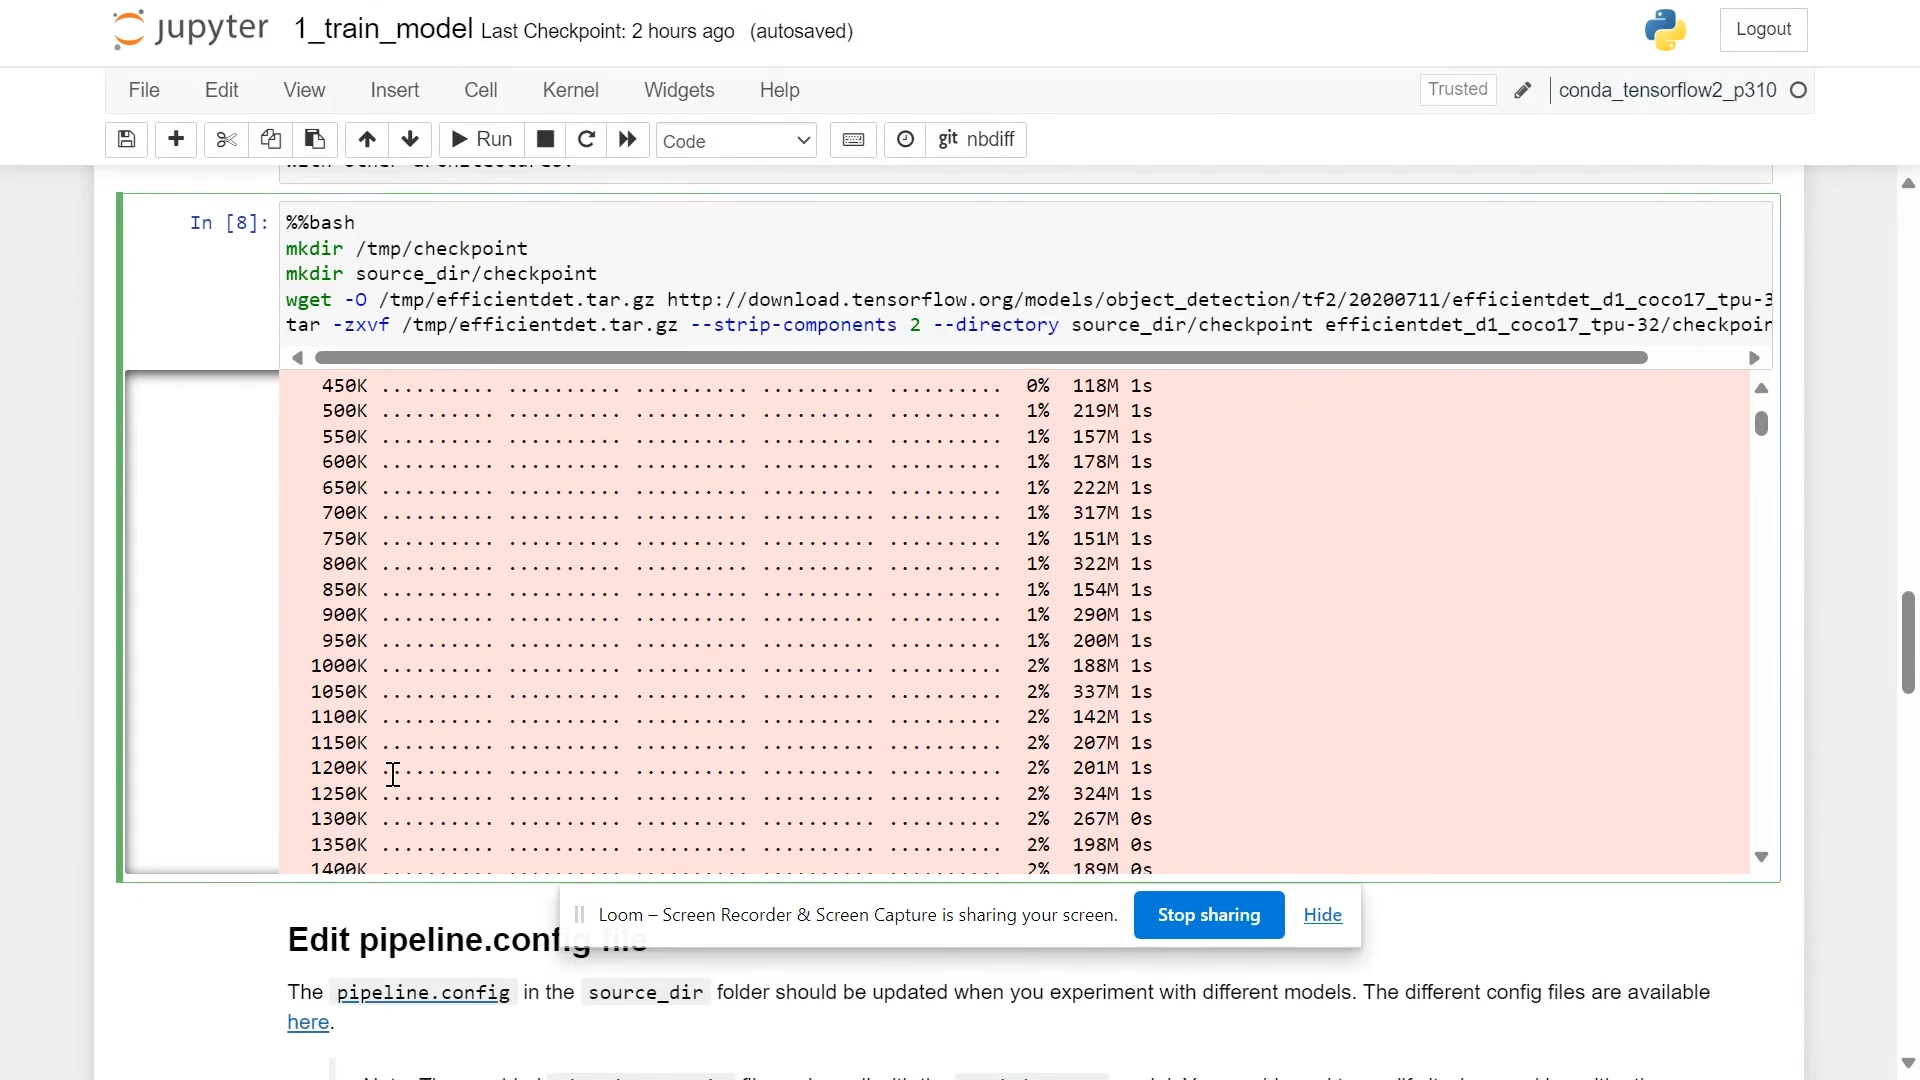 jupyter 1_train_model Last Checkpoint: 2 hours ago (autosaved) Logout
File Edit View Insert Cell Kernel Widgets Help Trusted conda_tensorflow2_p310
Run Code git nbdiff
In [8]: %%bash
mkdir /tmp/checkpoint
mkdir source_dir/checkpoint
wget -O /tmp/efficientdet.tar.gz http://download.tensorflow.org/models/object_detection/tf2/20200711/efficientdet_d1_coco17_tpu-3
tar -zxvf /tmp/efficientdet.tar.gz --strip-components 2 --directory source_dir/checkpoint efficientdet_d1_coco17_tpu-32/checkpoin
450K .......... .......... .......... .......... .......... 0% 118M 1s
500K .......... .......... .......... .......... .......... 1% 219M 1s
550K .......... .......... .......... .......... .......... 1% 157M 1s
600K .......... .......... .......... .......... .......... 1% 178M 1s
650K .......... .......... .......... .......... .......... 1% 222M 1s
700K .......... .......... .......... .......... .......... 1% 317M 1s
750K .......... .......... .......... .......... .......... 1% 151M 1s
800K .......... .......... .......... .......... .......... 1% 322M 1s
850K .......... .......... .......... .......... .......... 1% 154M 1s
900K .......... .......... .......... .......... .......... 1% 290M 1s
950K .......... .......... .......... .......... .......... 1% 200M 1s
1000K .......... .......... .......... .......... .......... 2% 188M 1s
1050K .......... .......... .......... .......... .......... 2% 337M 1s
1100K .......... .......... .......... .......... .......... 2% 142M 1s
1150K .......... .......... .......... .......... .......... 2% 207M 1s
1200K .......... .......... .......... .......... .......... 2% 201M 1s
1250K .......... .......... .......... .......... .......... 2% 324M 1s
1300K .......... .......... .......... .......... .......... 2% 267M 0s
1350K .......... .......... .......... .......... .......... 2% 198M 0s
1400K .......... .......... .......... .......... .......... 2% 189M 0s
Loom – Screen Recorder & Screen Capture is sharing your screen. Stop sharing Hide
Edit pipeline.config file
The pipeline.config in the source_dir folder should be updated when you experiment with different models. The different config files are available
here.